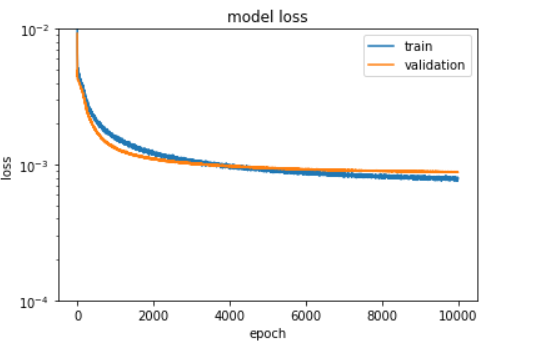 model loss
train
validation
loss
10⁻²
10⁻³
10⁻⁴
0 2000 4000 6000 8000 10000
epoch